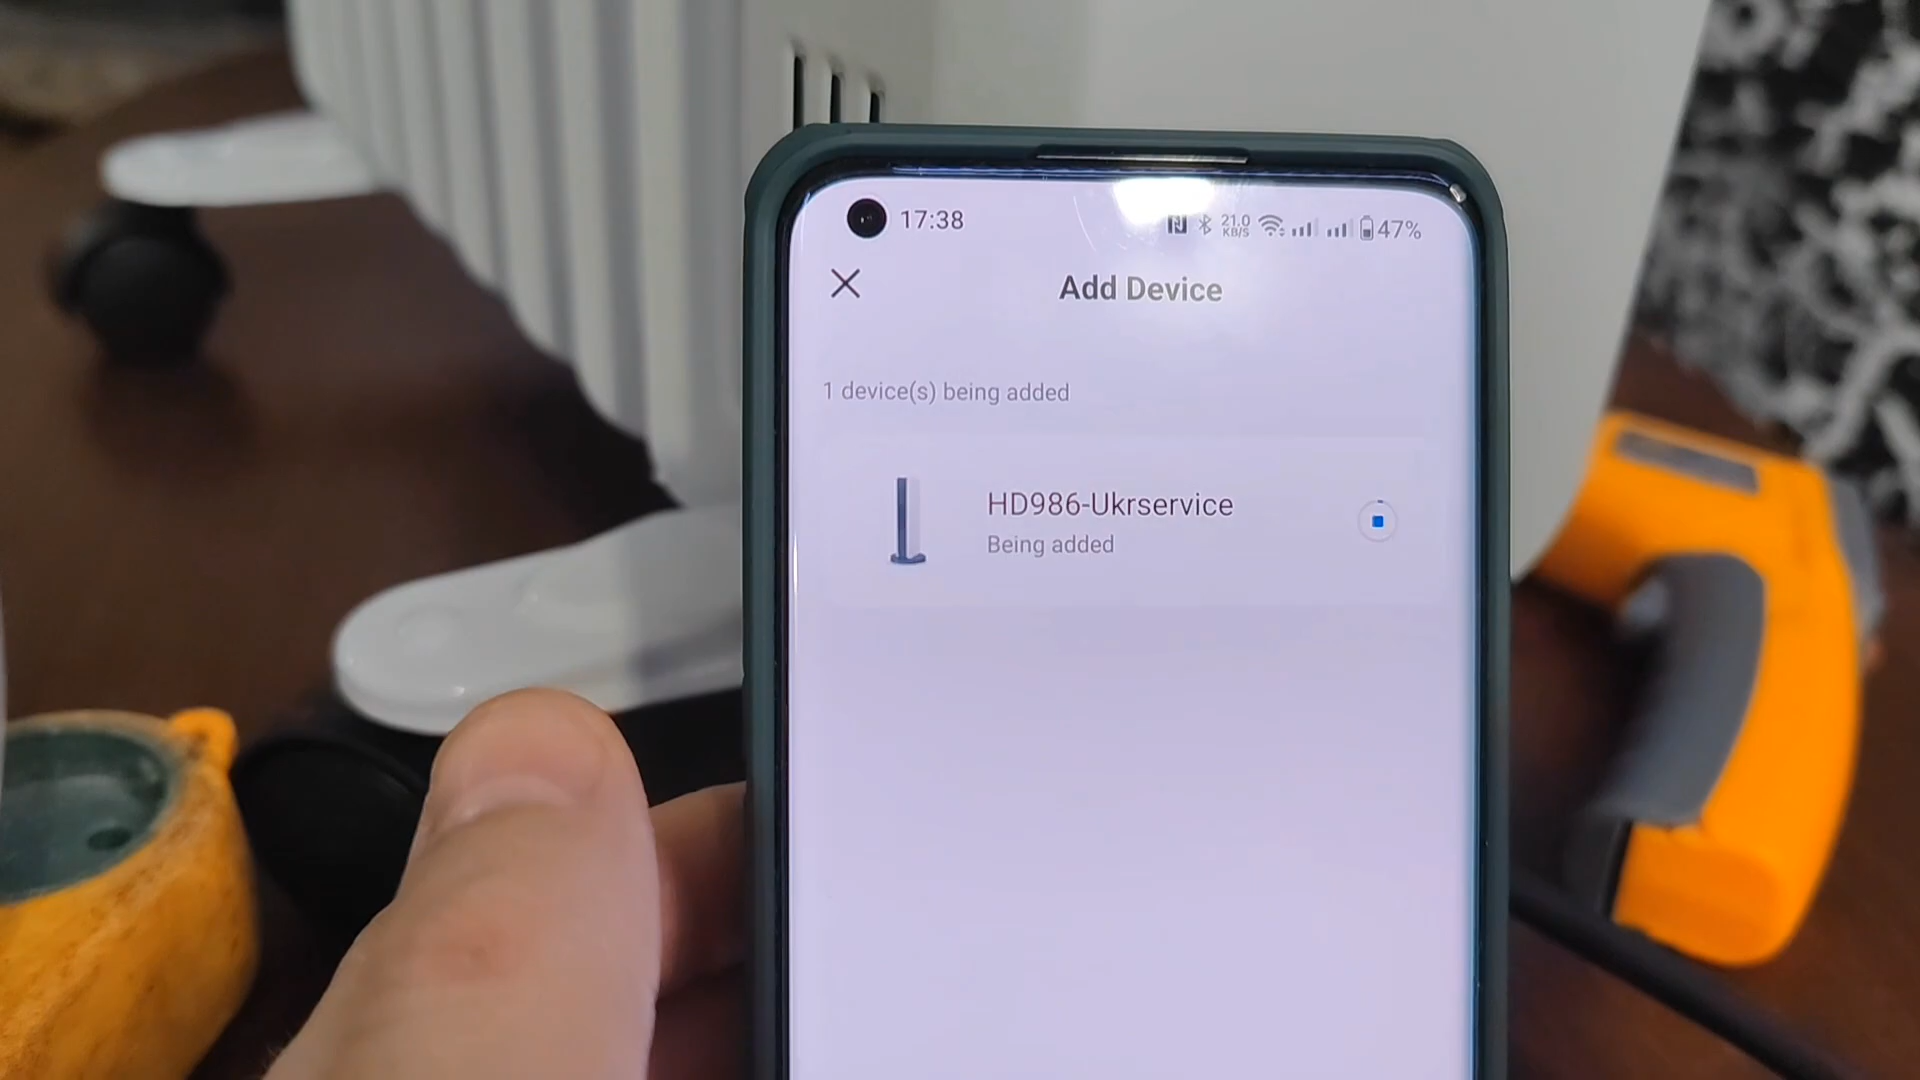 17:38
21.0
KB/S
47%
Add Device
1 device(s) being added
HD986-Ukrservice
Being added